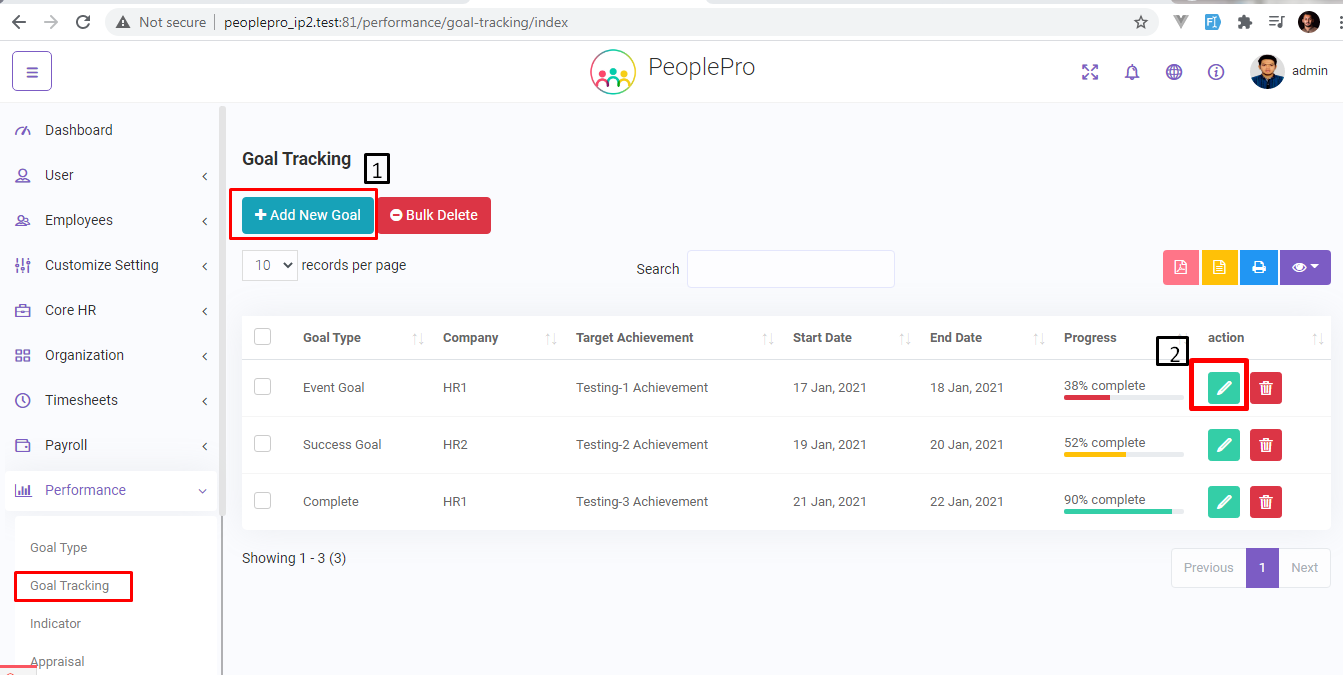 Not secure | peoplepro_ip2.test:81/performance/goal-tracking/index
PeoplePro
admin
Dashboard
User
Employees
Customize Setting
Core HR
Organization
Timesheets
Payroll
Performance
Goal Type
Goal Tracking
Indicator
Appraisal
Goal Tracking
1
+ Add New Goal
Bulk Delete
10 records per page
Search
Goal Type Company Target Achievement Start Date End Date Progress action
2
Event Goal HR1 Testing-1 Achievement 17 Jan, 2021 18 Jan, 2021 38% complete
Success Goal HR2 Testing-2 Achievement 19 Jan, 2021 20 Jan, 2021 52% complete
Complete HR1 Testing-3 Achievement 21 Jan, 2021 22 Jan, 2021 90% complete
Showing 1 - 3 (3)
Previous 1 Next